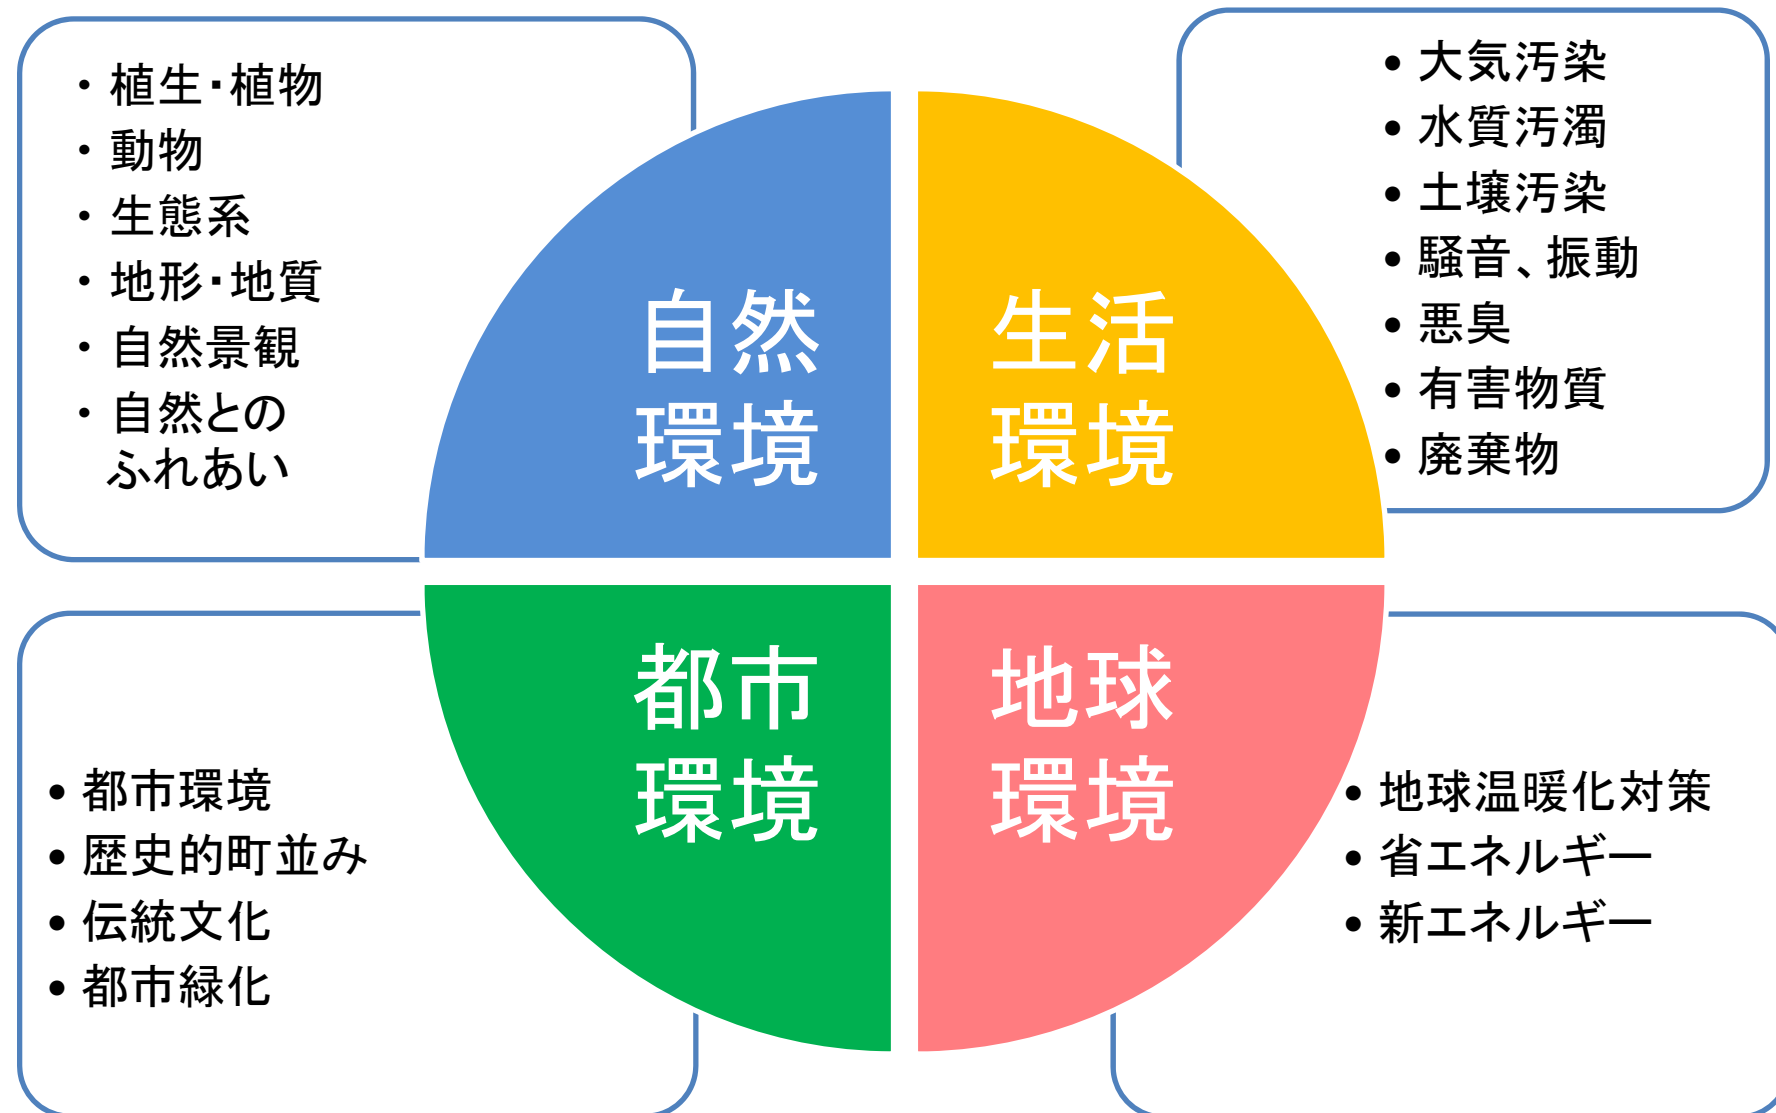 ・植生・植物
・動物
・生態系
・地形・地質
・自然景観
・自然との
ふれあい
自然
環境
生活
環境
• 大気汚染
• 水質汚濁
• 土壌汚染
• 騒音、振動
• 悪臭
• 有害物質
• 廃棄物
都市
環境
• 都市環境
• 歴史的町並み
• 伝統文化
• 都市緑化
地球
環境
• 地球温暖化対策
• 省エネルギー
• 新エネルギー